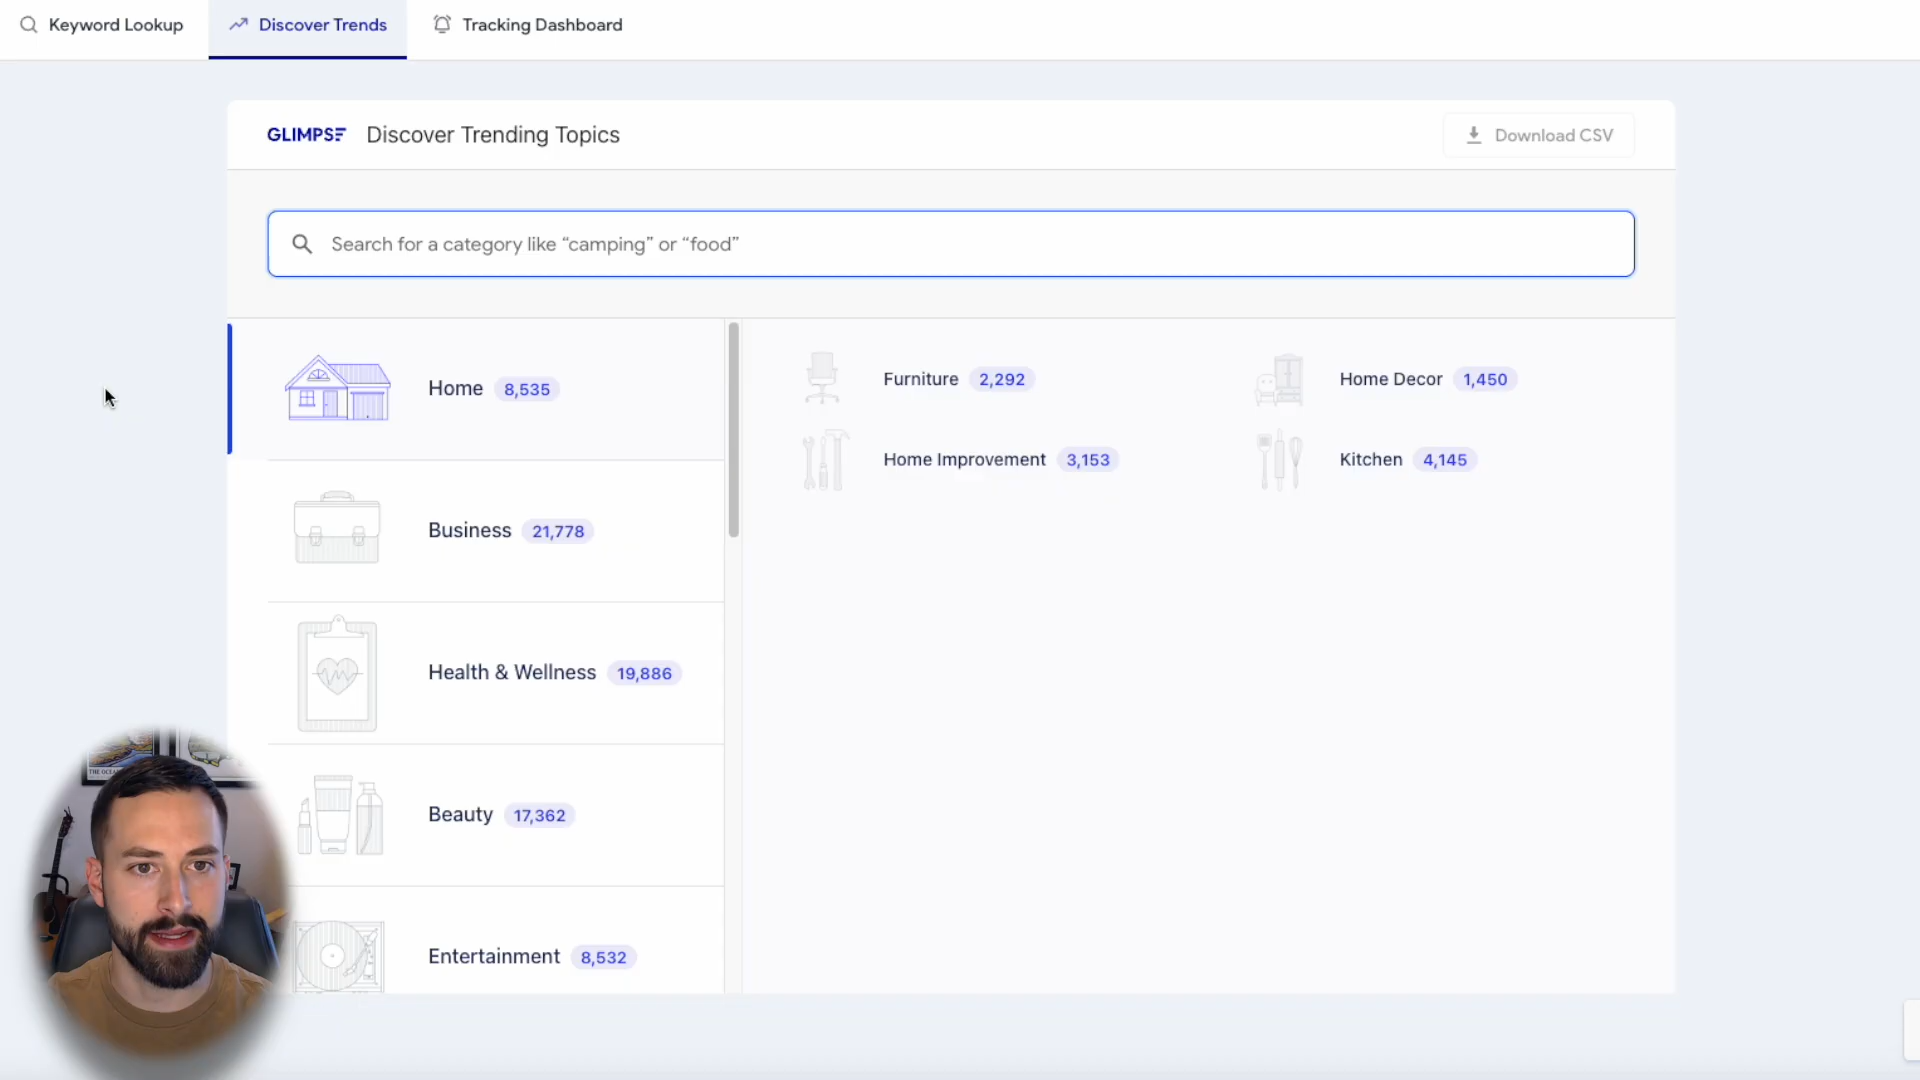 Keyword Lookup
Discover Trends
Tracking Dashboard
GLIMPSE Discover Trending Topics
Download CSV
Search for a category like “camping” or “food”
Home 8,535
Furniture 2,292
Home Decor 1,450
Home Improvement 3,153
Kitchen 4,145
Business 21,778
Health & Wellness 19,886
Beauty 17,362
Entertainment 8,532